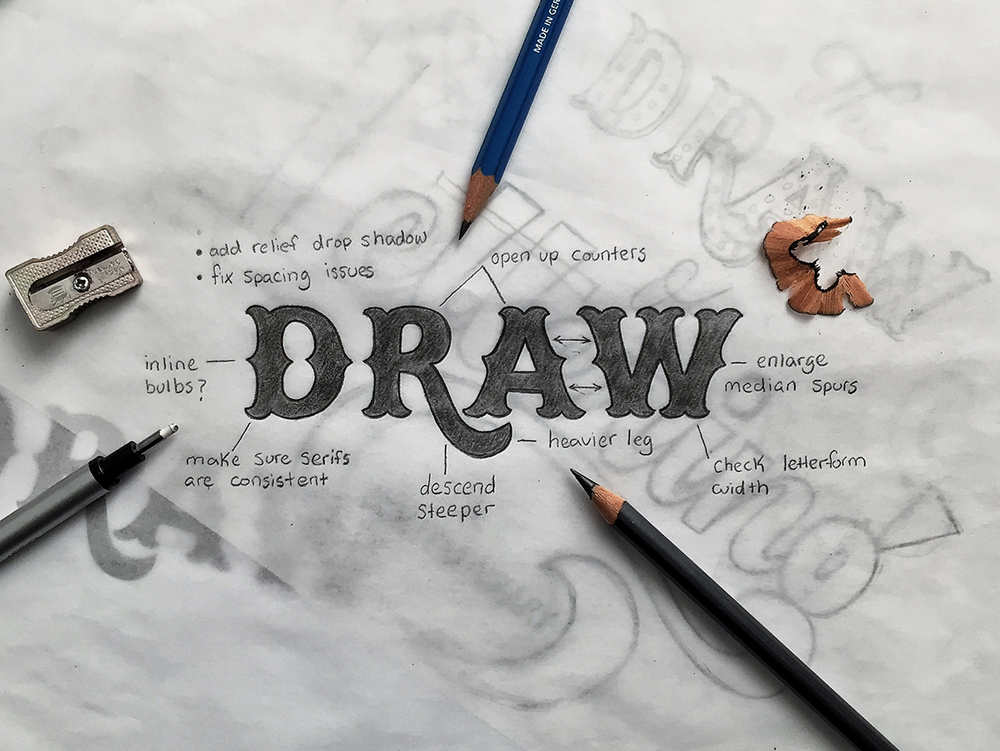 MADE IN GER
DRAW
• add relief drop shadow
• fix spacing issues
open up counters
DRAW
inline
bulbs?
enlarge
median spurs
heavier leg
make sure serifs
are consistent
descend
steeper
check letterform
width